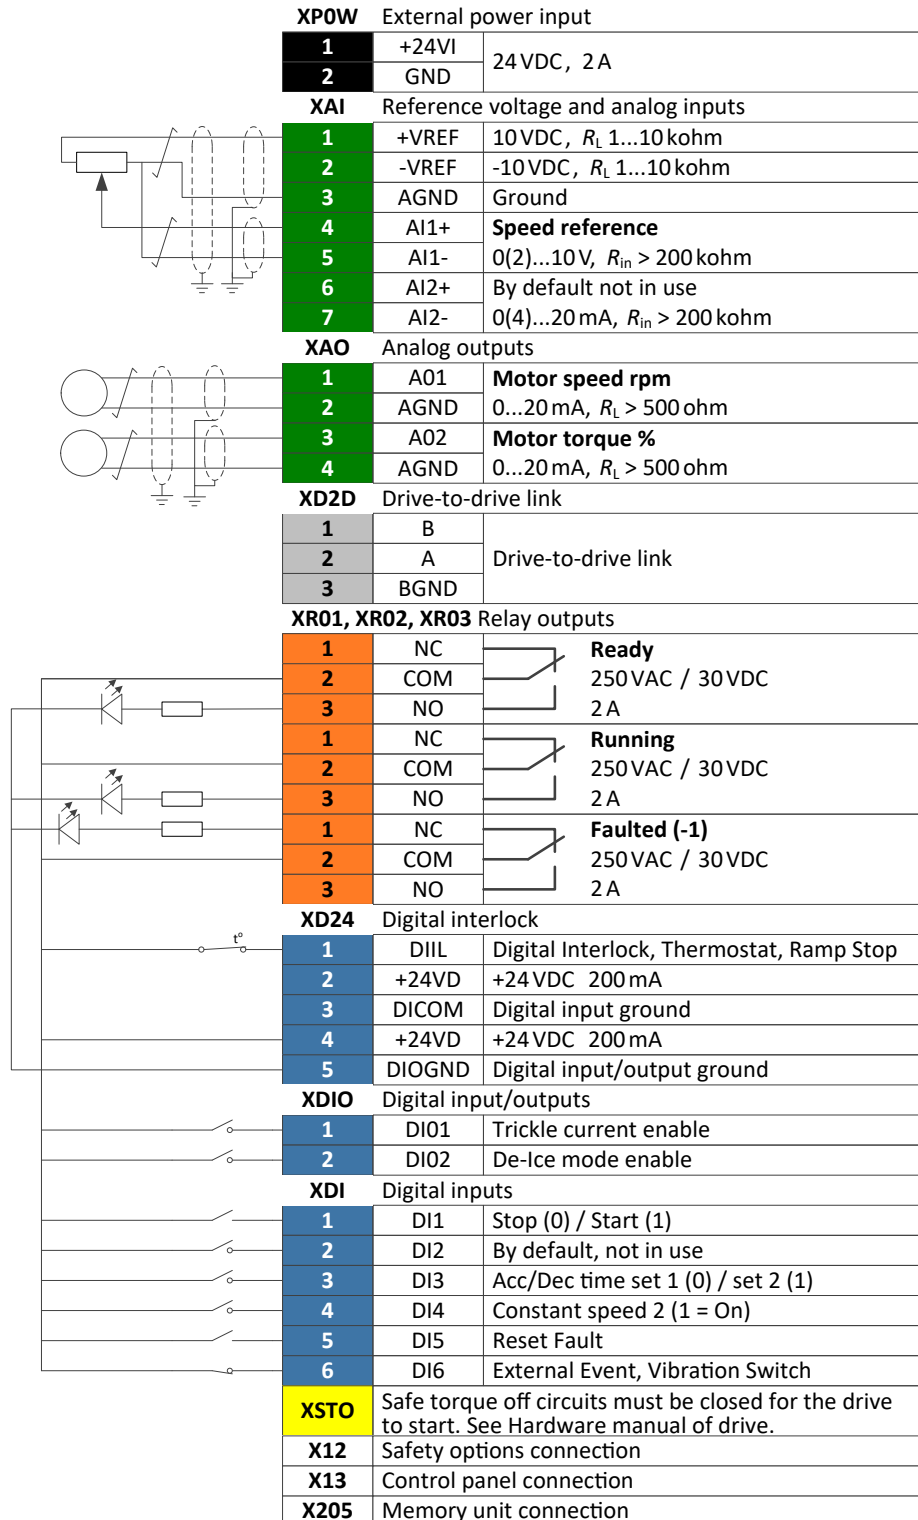 XP0W External power input
1 +24VI 24 VDC, 2 A
2 GND
XAI Reference voltage and analog inputs
1 +VREF 10 VDC, RL 1...10 kohm
2 -VREF -10 VDC, RL 1...10 kohm
3 AGND Ground
4 AI1+ Speed reference
5 AI1- 0(2)...10 V, Rin > 200 kohm
6 AI2+ By default not in use
7 AI2- 0(4)...20 mA, Rin > 200 kohm
XAO Analog outputs
1 A01 Motor speed rpm
2 AGND 0...20 mA, RL > 500 ohm
3 A02 Motor torque %
4 AGND 0...20 mA, RL > 500 ohm
XD2D Drive-to-drive link
1 B
2 A Drive-to-drive link
3 BGND
XR01, XR02, XR03 Relay outputs
1 NC Ready
2 COM 250 VAC / 30 VDC
3 NO 2 A
1 NC Running
2 COM 250 VAC / 30 VDC
3 NO 2 A
1 NC Faulted (-1)
2 COM 250 VAC / 30 VDC
3 NO 2 A
XD24 Digital interlock
t° 1 DIIL Digital Interlock, Thermostat, Ramp Stop
2 +24VD +24 VDC 200 mA
3 DICOM Digital input ground
4 +24VD +24 VDC 200 mA
5 DIOGND Digital input/output ground
XDIO Digital input/outputs
1 DI01 Trickle current enable
2 DI02 De-Ice mode enable
XDI Digital inputs
1 DI1 Stop (0) / Start (1)
2 DI2 By default, not in use
3 DI3 Acc/Dec time set 1 (0) / set 2 (1)
4 DI4 Constant speed 2 (1 = On)
5 DI5 Reset Fault
6 DI6 External Event, Vibration Switch
XSTO Safe torque off circuits must be closed for the drive
to start. See Hardware manual of drive.
X12 Safety options connection
X13 Control panel connection
X205 Memory unit connection